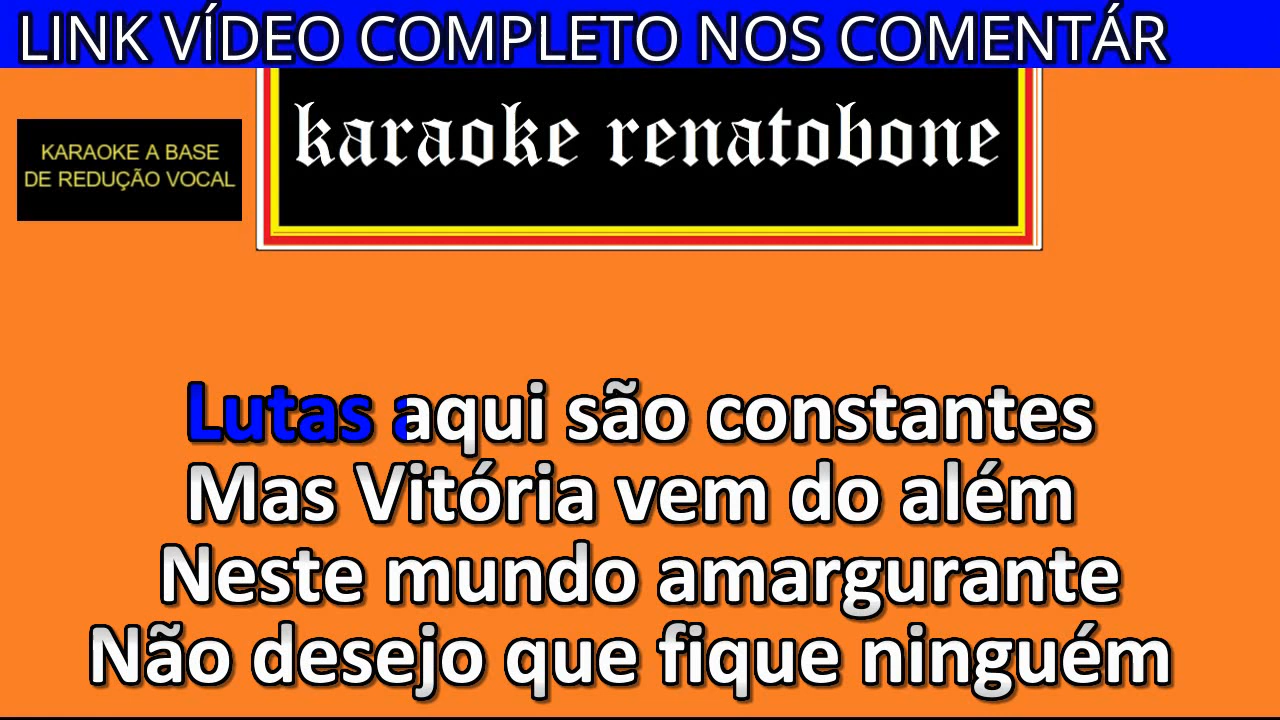 LINK VÍDEO COMPLETO NOS COMENTÁR
karaoke renatobone
KARAOKE A BASE
DE REDUÇÃO VOCAL
Lutas aqui são constantes
Mas Vitória vem do além
Neste mundo amargurante
Não desejo que fique ninguém